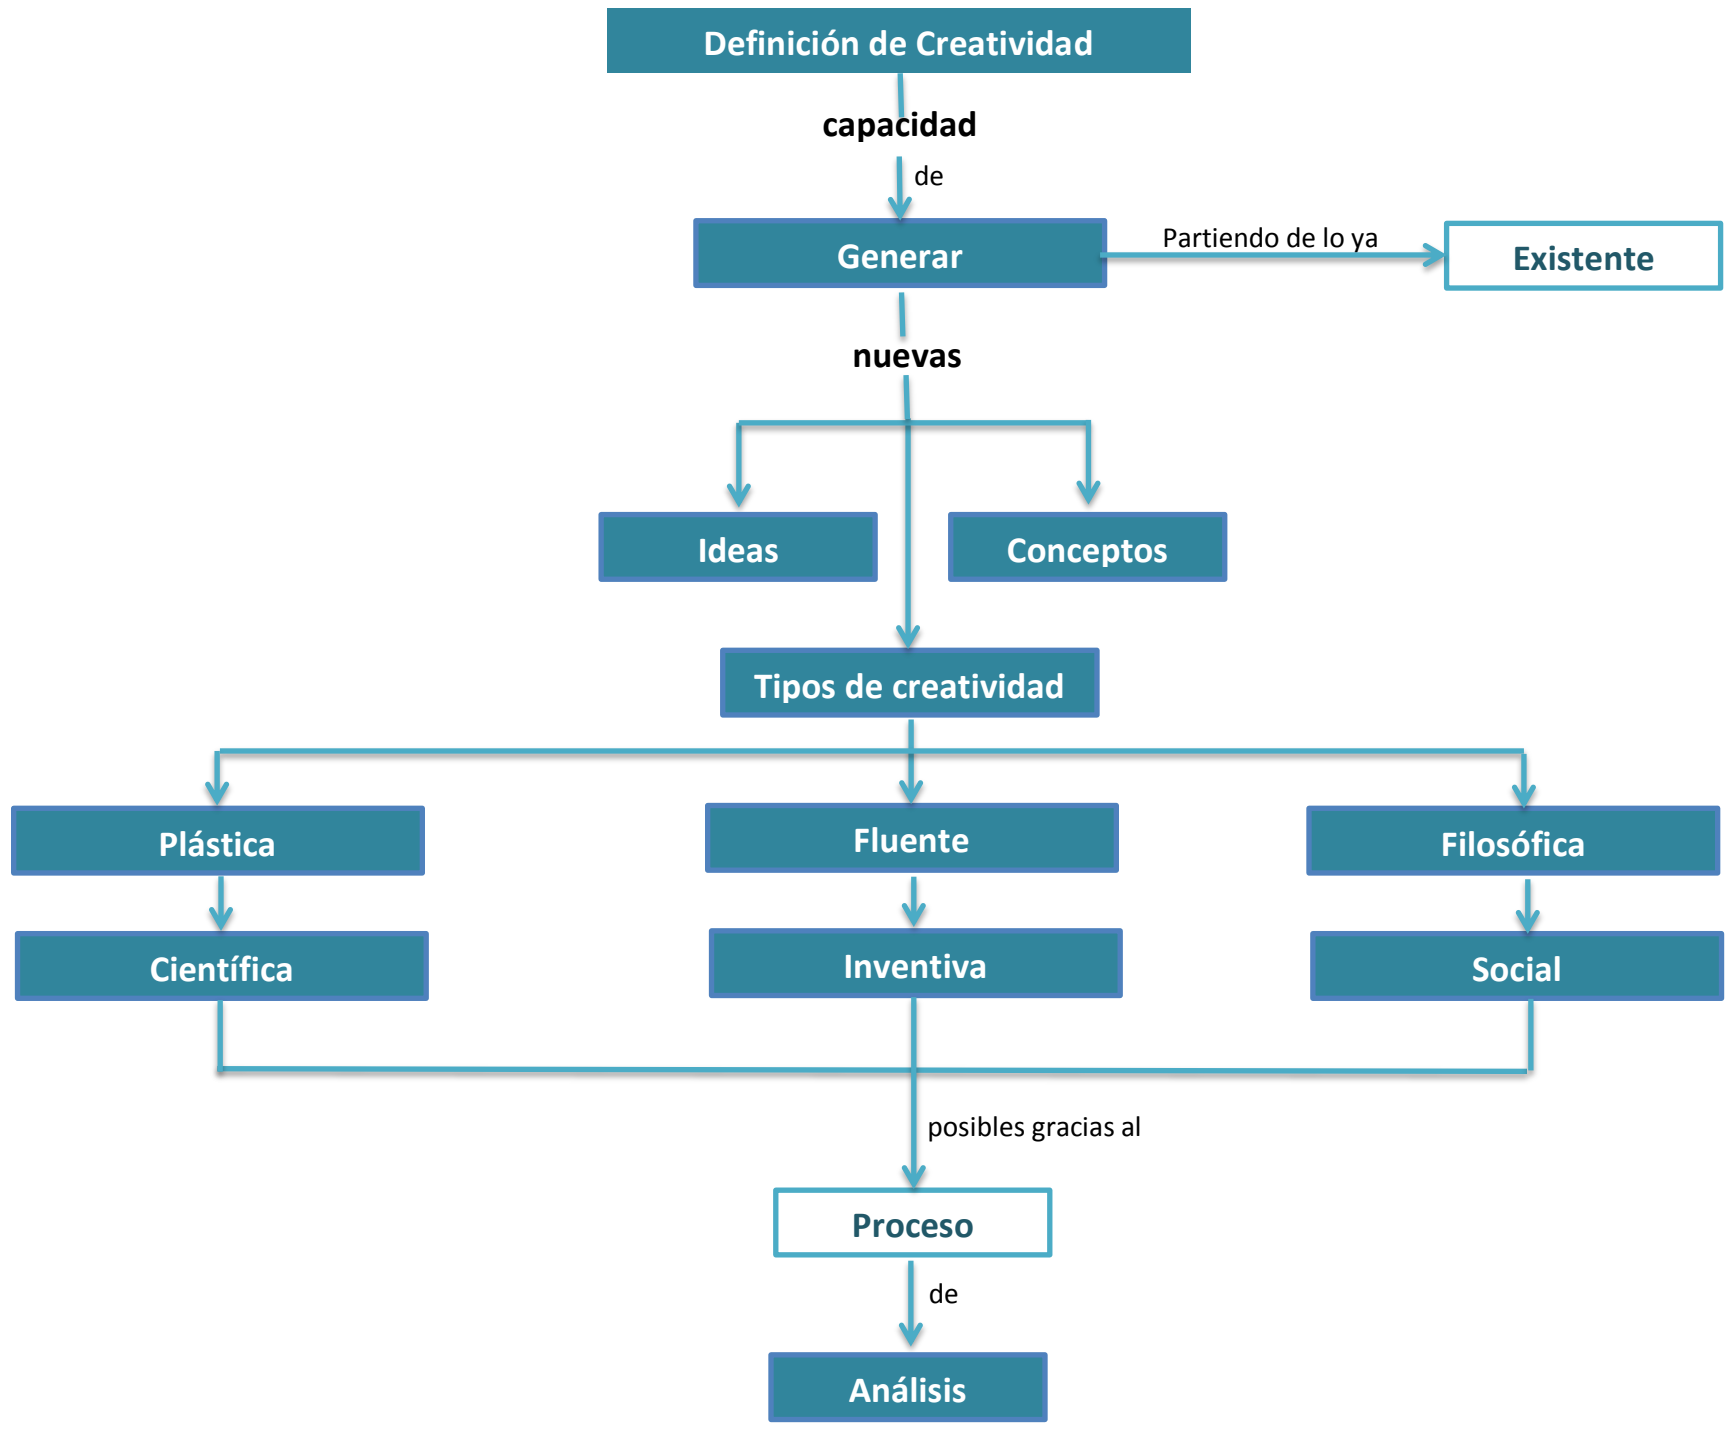 Definición de Creatividad
capacidad
de
Generar
Partiendo de lo ya
Existente
nuevas
Ideas
Conceptos
Tipos de creatividad
Plástica
Fluente
Filosófica
Científica
Inventiva
Social
posibles gracias al
Proceso
de
Análisis